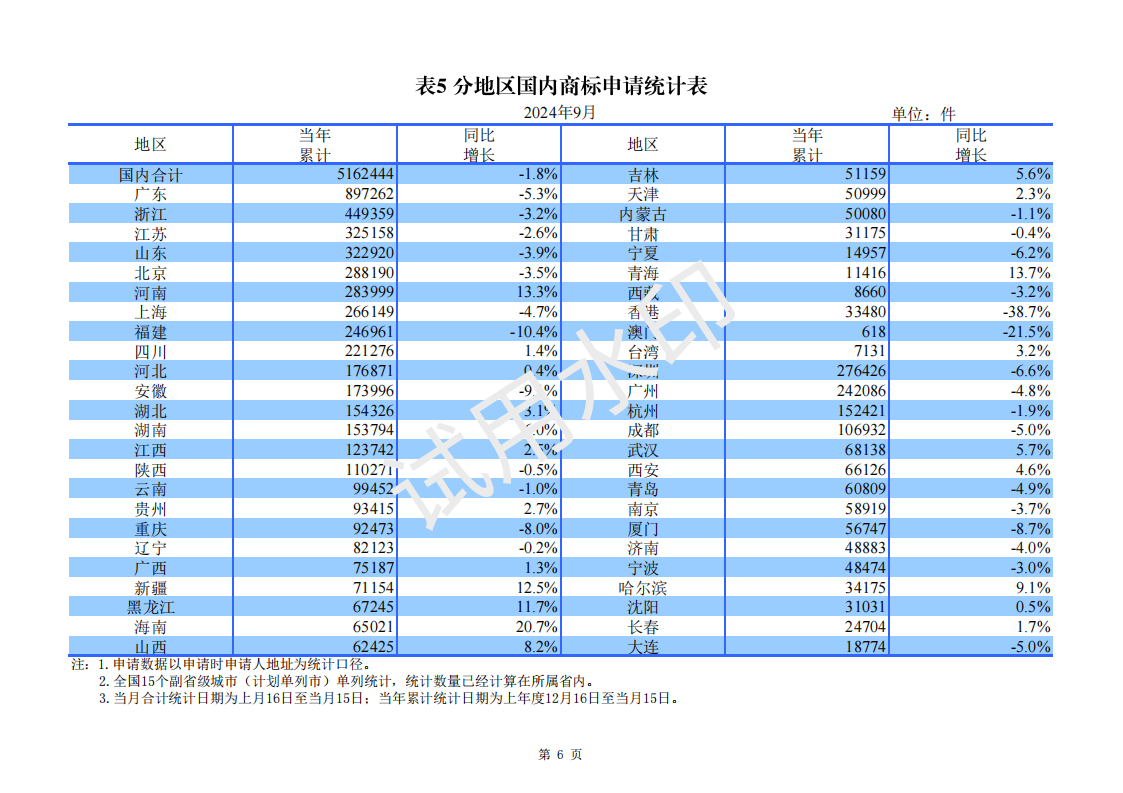 表5 分地区国内商标申请统计表
2024年9月
单位：件
地区 当年累计 同比增长 地区 当年累计 同比增长
国内合计 5162444 -1.8% 吉林 51159 5.6%
广东 897262 -5.3% 天津 50999 2.3%
浙江 449359 -3.2% 内蒙古 50080 -1.1%
江苏 325158 -2.6% 甘肃 31175 -0.4%
山东 322920 -3.9% 宁夏 14957 -6.2%
北京 288190 -3.5% 青海 11416 13.7%
河南 283999 13.3% 西藏 8660 -3.2%
上海 266149 -4.7% 香港 33480 -38.7%
福建 246961 -10.4% 澳门 618 -21.5%
四川 221276 1.4% 台湾 7131 3.2%
河北 176871 0.4% 深圳 276426 -6.6%
安徽 173996 广州 242086 -4.8%
湖北 154326 杭州 152421 -1.9%
湖南 153794 成都 106932 -5.0%
江西 123742 武汉 68138 5.7%
陕西 110271 -0.5% 西安 66126 4.6%
云南 99452 -1.0% 青岛 60809 -4.9%
贵州 93415 2.7% 南京 58919 -3.7%
重庆 92473 -8.0% 厦门 56747 -8.7%
辽宁 82123 -0.2% 济南 48883 -4.0%
广西 75187 1.3% 宁波 48474 -3.0%
新疆 71154 12.5% 哈尔滨 34175 9.1%
黑龙江 67245 11.7% 沈阳 31031 0.5%
海南 65021 20.7% 长春 24704 1.7%
山西 62425 8.2% 大连 18774 -5.0%
注：1.申请数据以申请时申请人地址为统计口径。
2.全国15个副省级城市（计划单列市）单列统计，统计数量已经计算在所属省内。
3.当月合计统计日期为上月16日至当月15日；当年累计统计日期为上年度12月16日至当月15日。
试用水印
第 6 页